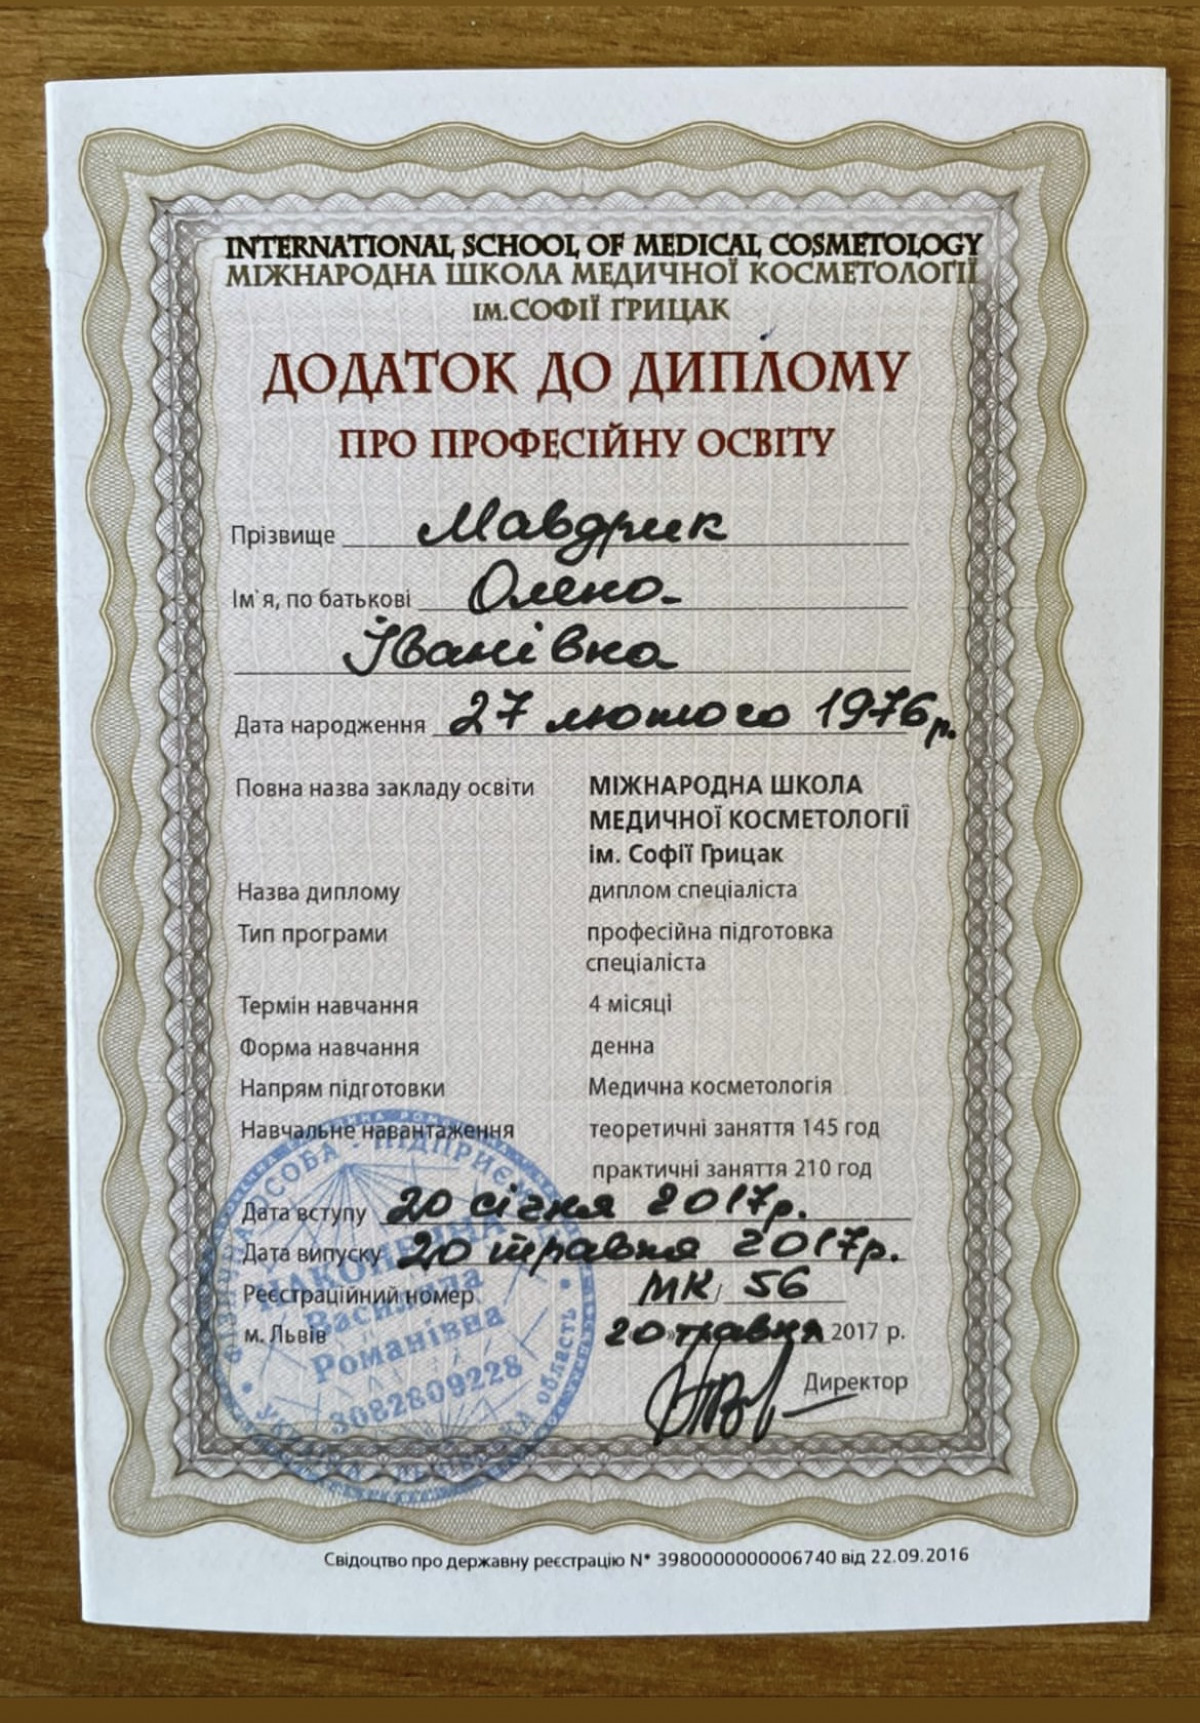 INTERNATIONAL SCHOOL OF MEDICAL COSMETOLOGY
МІЖНАРОДНА ШКОЛА МЕДИЧНОЇ КОСМЕТОЛОГІЇ
ІМ.СОФІЇ ГРИЦАК
ДОДАТОК ДО ДИПЛОМУ
ПРО ПРОФЕСІЙНУ ОСВІТУ
Прізвище Мавдрик
Ім`я, по батькові Олена
Іванівна
Дата народження 27 лютого 1976 р.
Повна назва закладу освіти МІЖНАРОДНА ШКОЛА
МЕДИЧНОЇ КОСМЕТОЛОГІЇ
ім. Софії Грицак
Назва диплому диплом спеціаліста
Тип програми професійна підготовка
спеціаліста
Термін навчання 4 місяці
Форма навчання денна
Напрям підготовки Медична косметологія
Навчальне навантаження теоретичні заняття 145 год
практичні заняття 210 год
Дата вступу 20 січня 2017р.
Дата випуску 20 травня 2017р.
Реєстраційний номер МК/ 56
м. Львів 20 » травня 2017 р.
Директор
Василина
Романівна
3082809228
Свідоцтво про державну реєстрацію N° 3980000000006740 від 22.09.2016